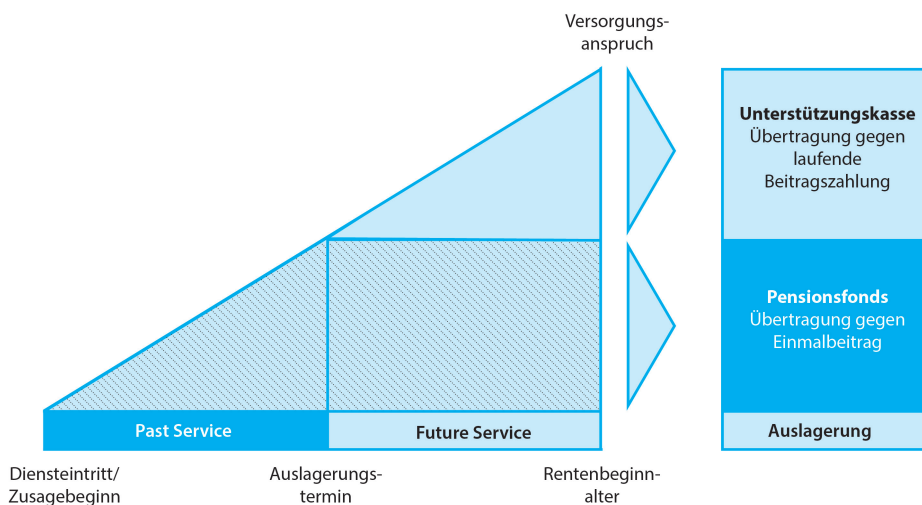 Versorgungs-
anspruch
Unterstützungskasse
Übertragung gegen
laufende
Beitragszahlung
Pensionsfonds
Übertragung gegen
Einmalbeitrag
Past Service
Future Service
Auslagerung
Diensteintritt/
Zusagebeginn
Auslagerungs-
termin
Rentenbeginn-
alter